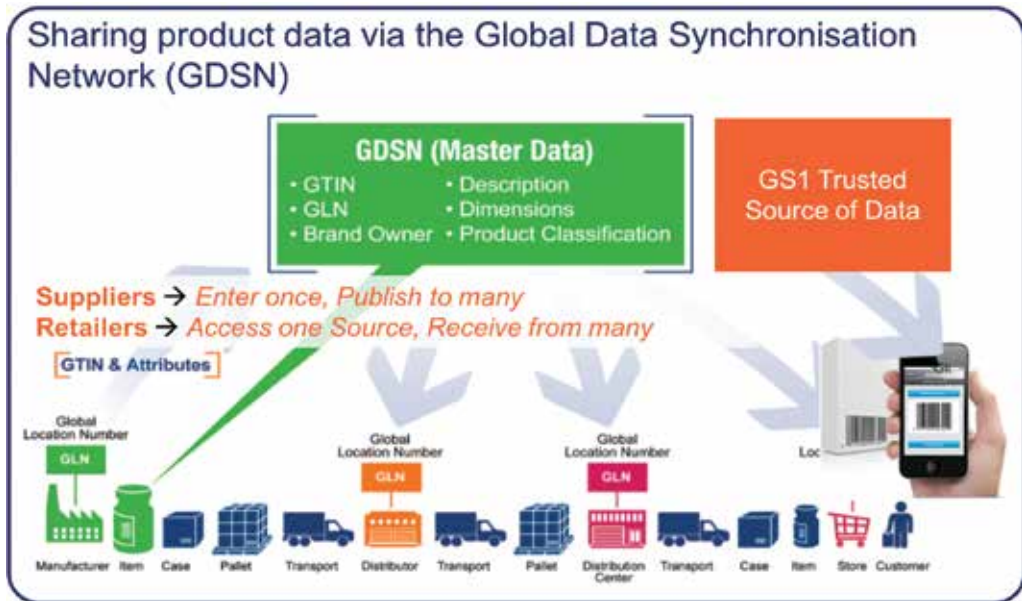 Sharing product data via the Global Data Synchronisation
Network (GDSN)
GDSN (Master Data)
• GTIN
• GLN
• Brand Owner
• Description
• Dimensions
• Product Classification
GS1 Trusted
Source of Data
Suppliers → Enter once, Publish to many
Retailers → Access one Source, Receive from many
[GTIN & Attributes]
Global
Location Number
GLN
Global
Location Number
GLN
Global
Location Number
GLN
Manufacturer
Item
Case
Pallet
Transport
Distributor
Transport
Pallet
Distribution
Center
Transport
Case
Item
Store
Customer